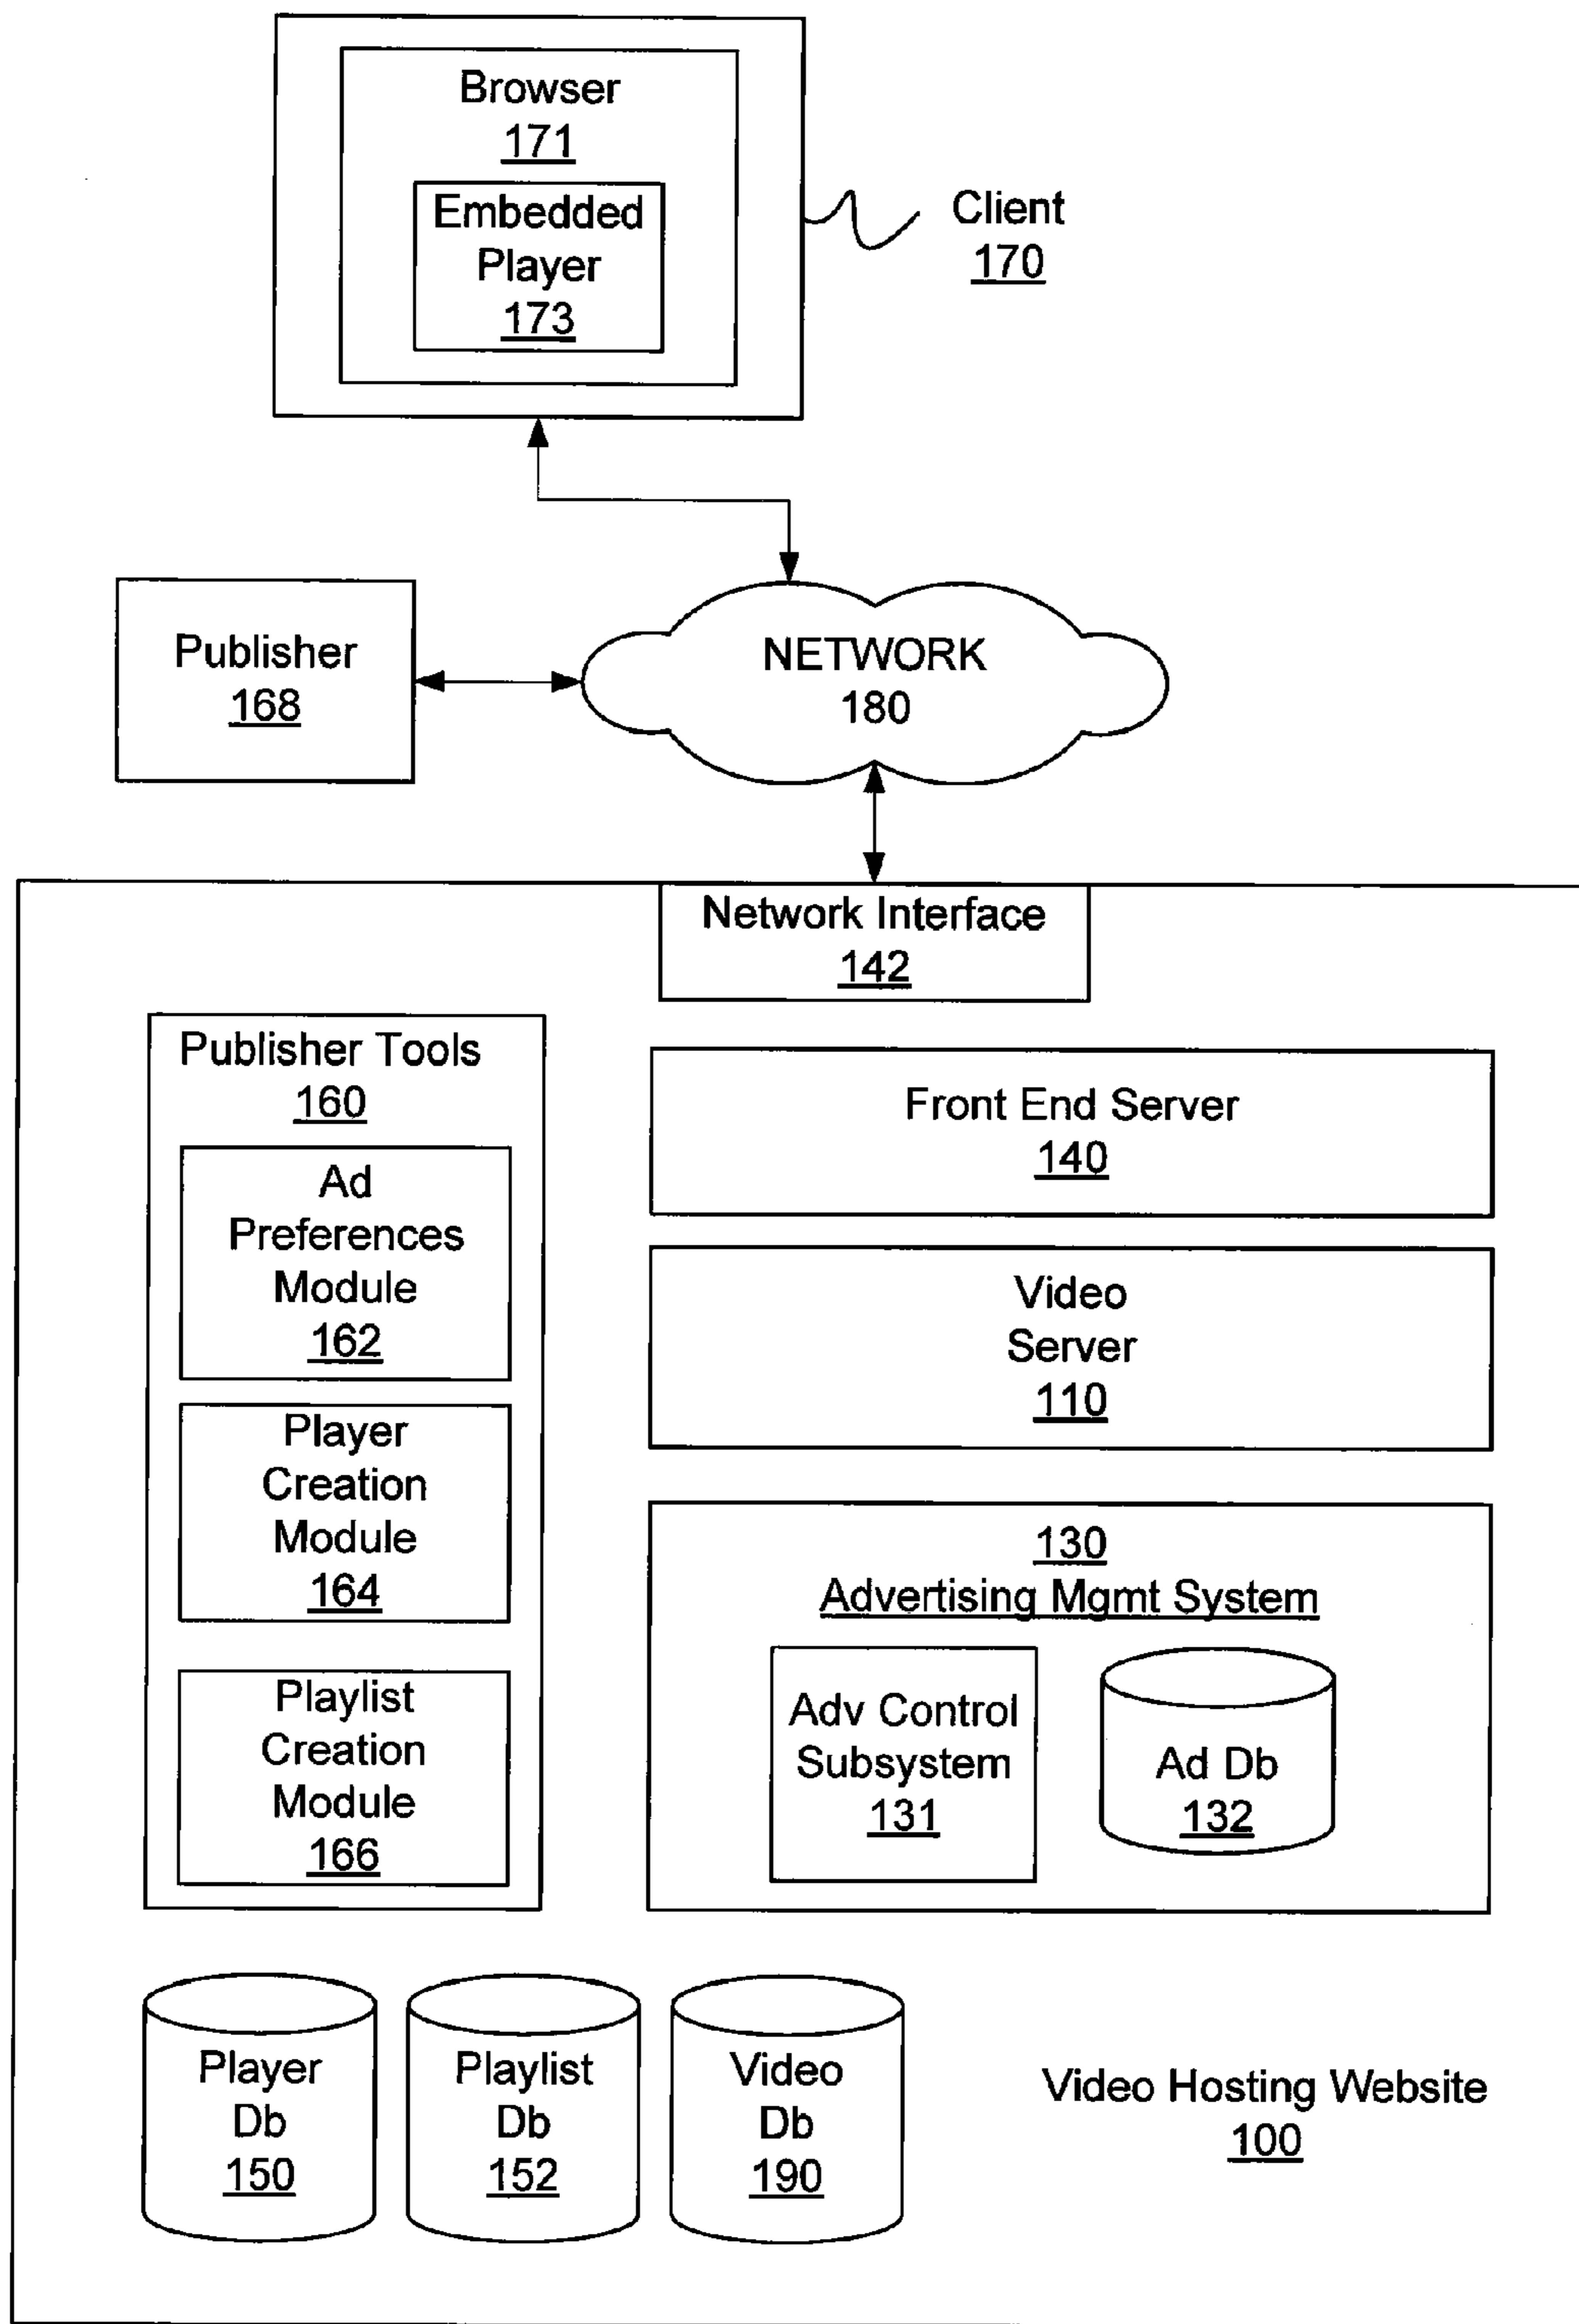 Browser
171
Embedded
Player
173
Client
170
Publisher
168
NETWORK
180
Network Interface
142
Publisher Tools
160
Ad
Preferences
Module
162
Player
Creation
Module
164
Playlist
Creation
Module
166
Front End Server
140
Video
Server
110
130
Advertising Mgmt System
Adv Control
Subsystem
131
Ad Db
132
Player
Db
150
Playlist
Db
152
Video
Db
190
Video Hosting Website
100